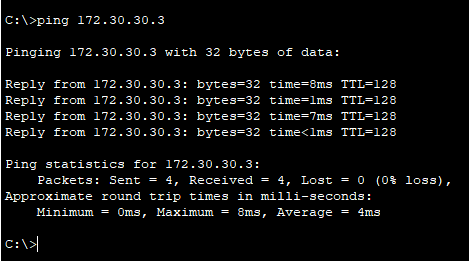 C:\>ping 172.30.30.3
Pinging 172.30.30.3 with 32 bytes of data:
Reply from 172.30.30.3: bytes=32 time=8ms TTL=128
Reply from 172.30.30.3: bytes=32 time=1ms TTL=128
Reply from 172.30.30.3: bytes=32 time=7ms TTL=128
Reply from 172.30.30.3: bytes=32 time<1ms TTL=128
Ping statistics for 172.30.30.3:
Packets: Sent = 4, Received = 4, Lost = 0 (0% loss),
Approximate round trip times in milli-seconds:
Minimum = 0ms, Maximum = 8ms, Average = 4ms
C:\>